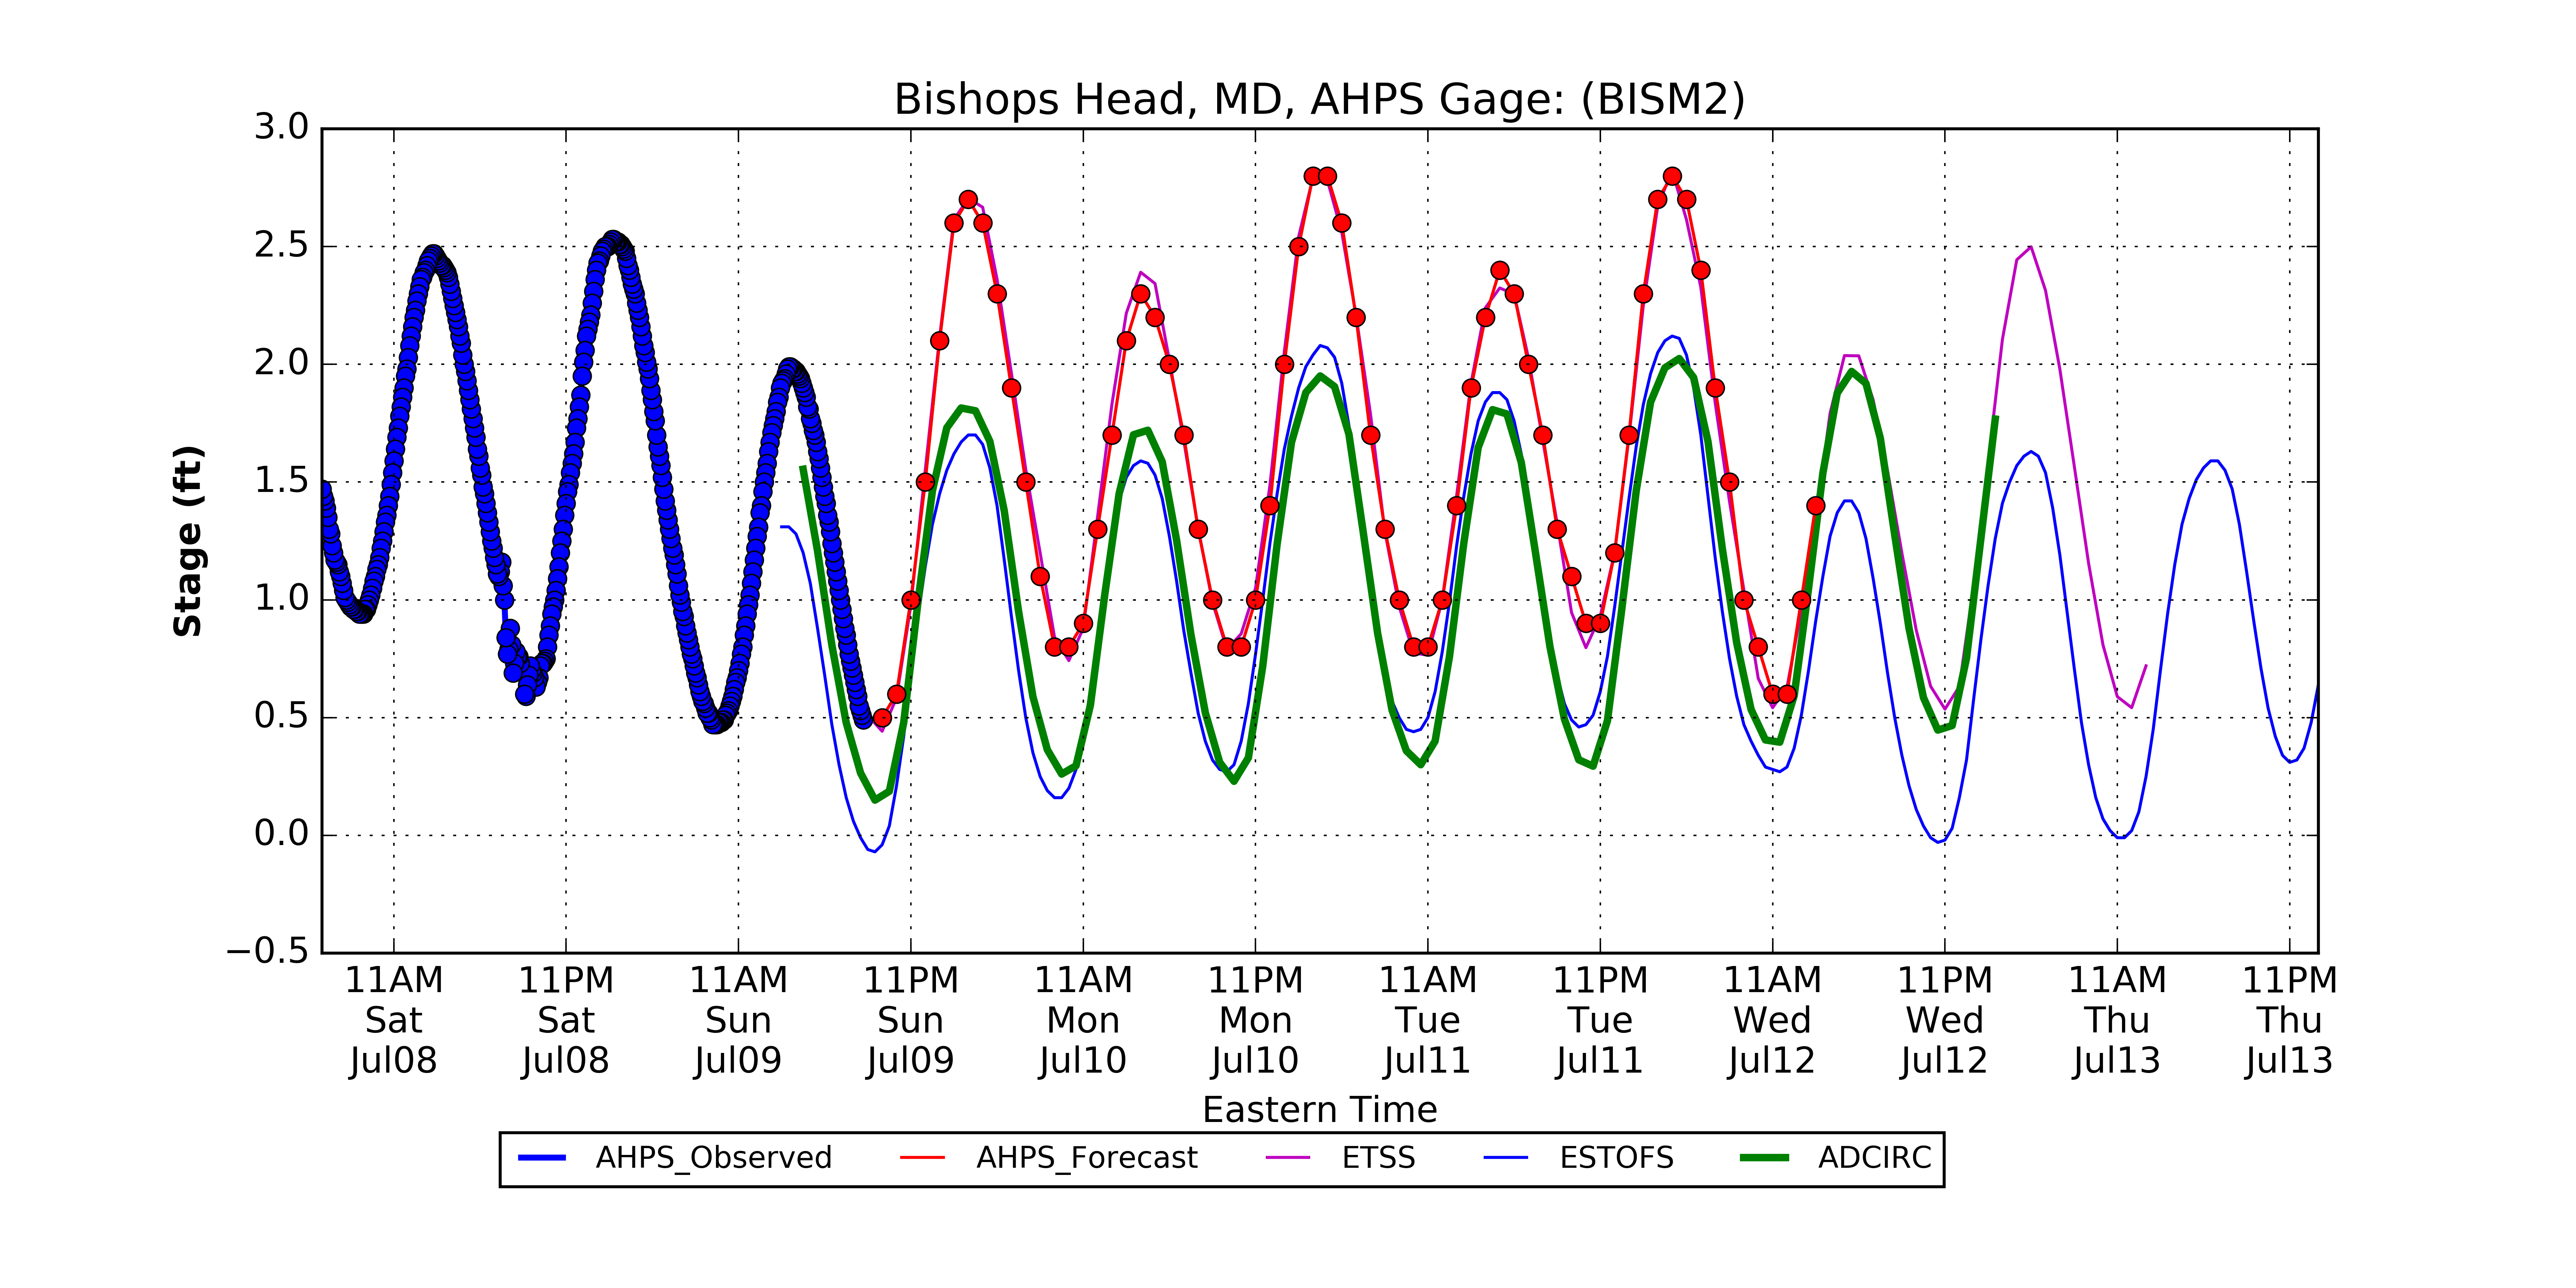 Bishops Head, MD, AHPS Gage: (BISM2)
3.0
2.5
2.0
1.5
1.0
0.5
0.0
−0.5
Stage (ft)
11AM 11PM 11AM 11PM 11AM 11PM 11AM 11PM 11AM 11PM 11AM 11PM
Sat Sat Sun Sun Mon Mon Tue Tue Wed Wed Thu Thu
Jul08 Jul08 Jul09 Jul09 Jul10 Jul10 Jul11 Jul11 Jul12 Jul12 Jul13 Jul13
Eastern Time
AHPS_Observed AHPS_Forecast ETSS ESTOFS ADCIRC